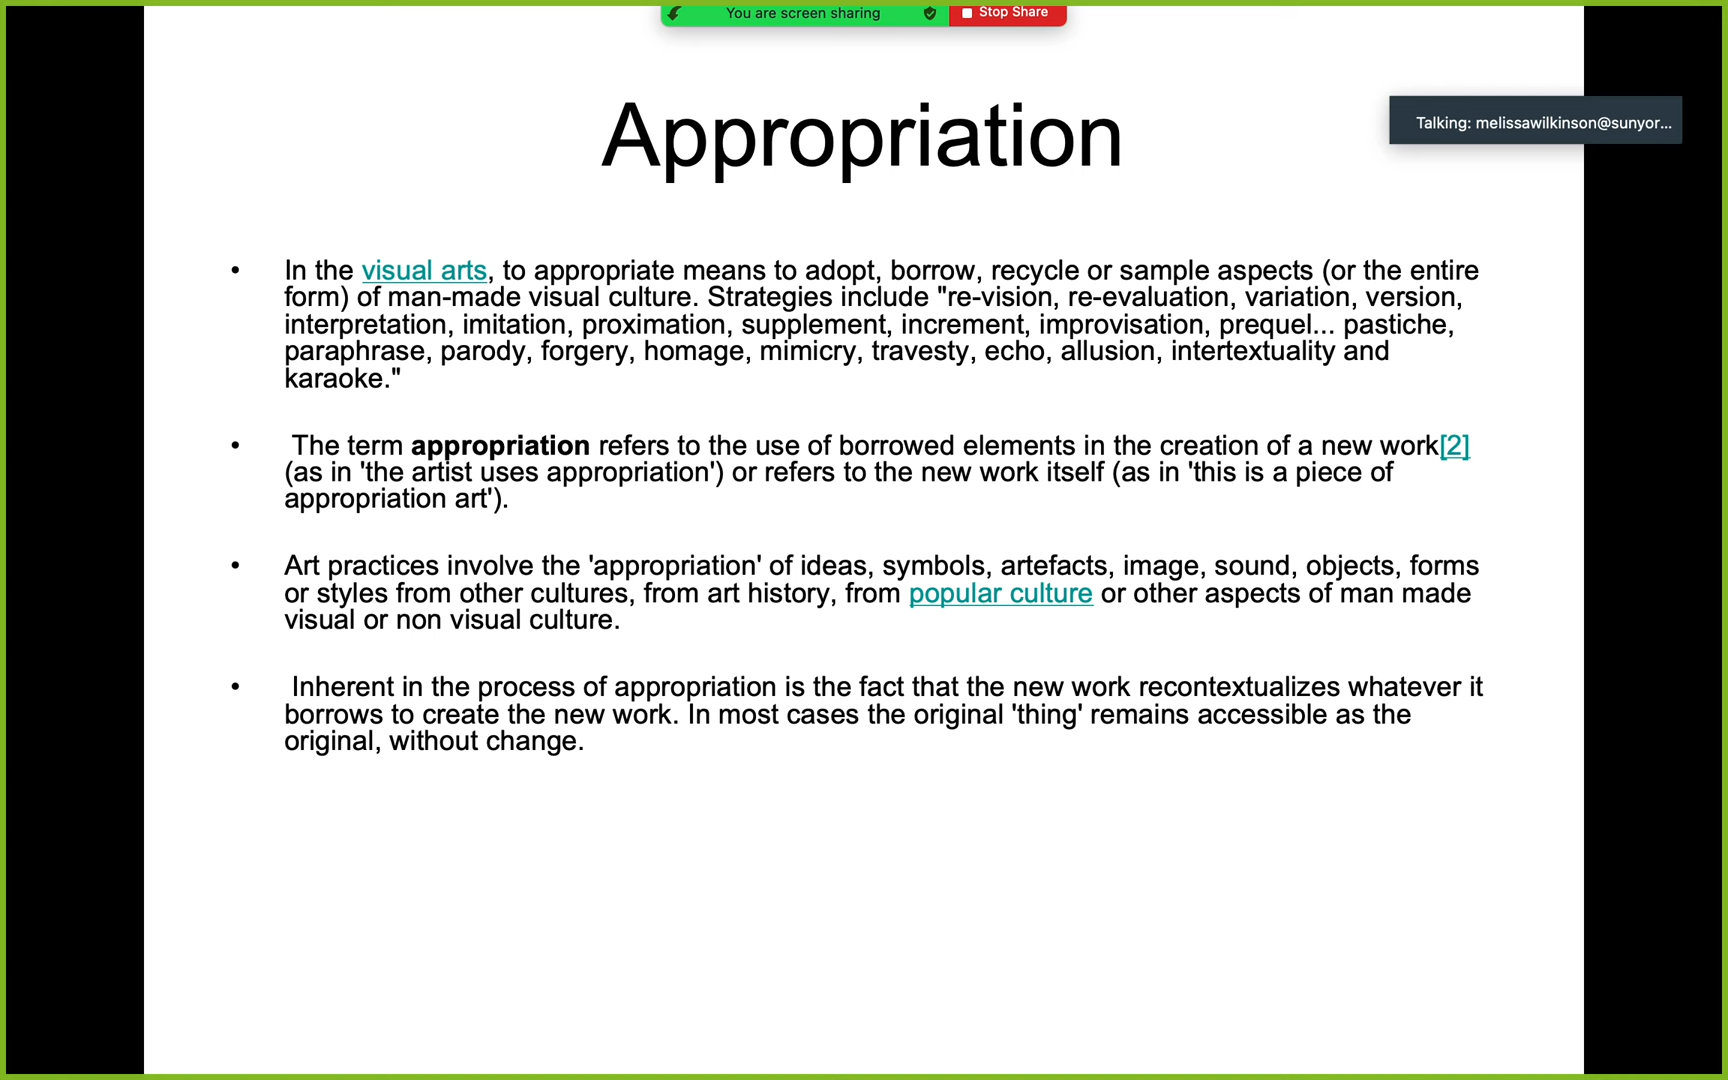 You are screen sharing
Stop Share
Appropriation
Talking: melissawilkinson@sunyor...
• In the visual arts, to appropriate means to adopt, borrow, recycle or sample aspects (or the entire
form) of man-made visual culture. Strategies include "re-vision, re-evaluation, variation, version,
interpretation, imitation, proximation, supplement, increment, improvisation, prequel... pastiche,
paraphrase, parody, forgery, homage, mimicry, travesty, echo, allusion, intertextuality and
karaoke."
• The term appropriation refers to the use of borrowed elements in the creation of a new work[2]
(as in 'the artist uses appropriation') or refers to the new work itself (as in 'this is a piece of
appropriation art').
• Art practices involve the 'appropriation' of ideas, symbols, artefacts, image, sound, objects, forms
or styles from other cultures, from art history, from popular culture or other aspects of man made
visual or non visual culture.
• Inherent in the process of appropriation is the fact that the new work recontextualizes whatever it
borrows to create the new work. In most cases the original 'thing' remains accessible as the
original, without change.